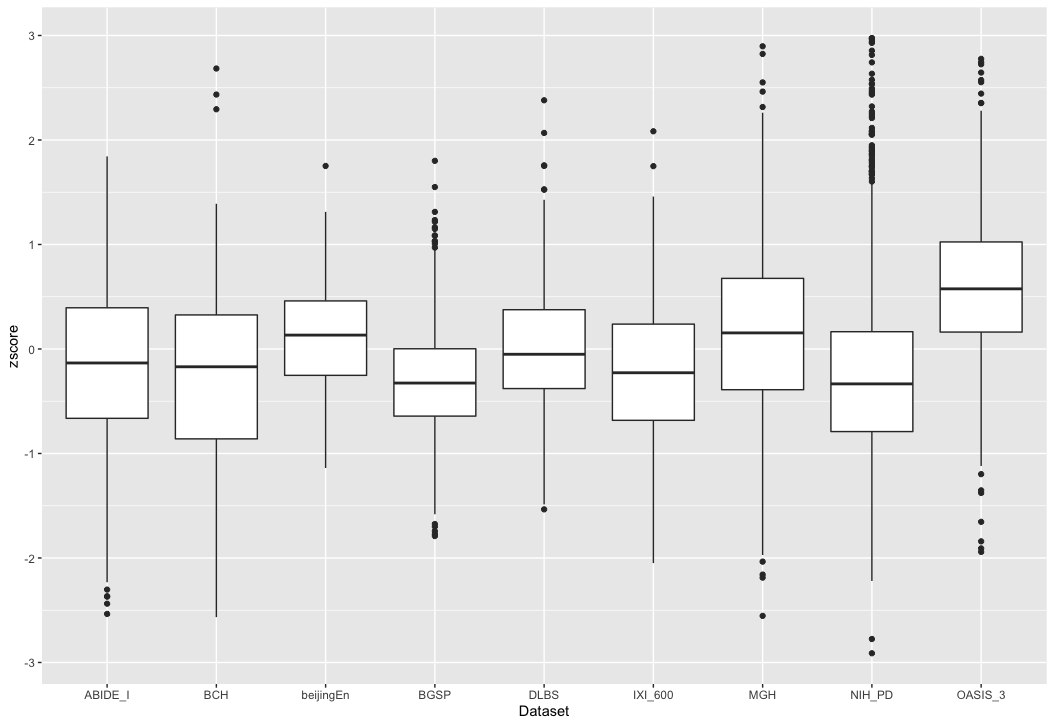 3
2
1
0
-1
-2
-3
zscore
ABIDE_I BCH beijingEn BGSP DLBS IXI_600 MGH NIH_PD OASIS_3
Dataset